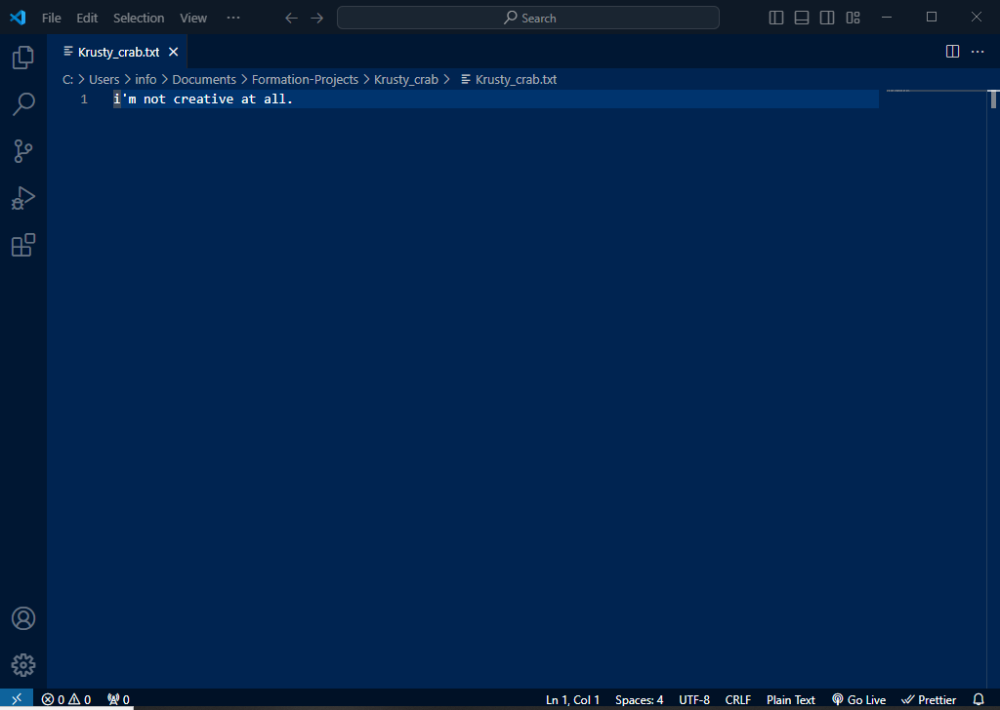 File Edit Selection View ··· Search
Krusty_crab.txt
C: > Users > info > Documents > Formation-Projects > Krusty_crab > Krusty_crab.txt
1 i'm not creative at all.
0 0 0 Ln 1, Col 1 Spaces: 4 UTF-8 CRLF Plain Text Go Live Prettier